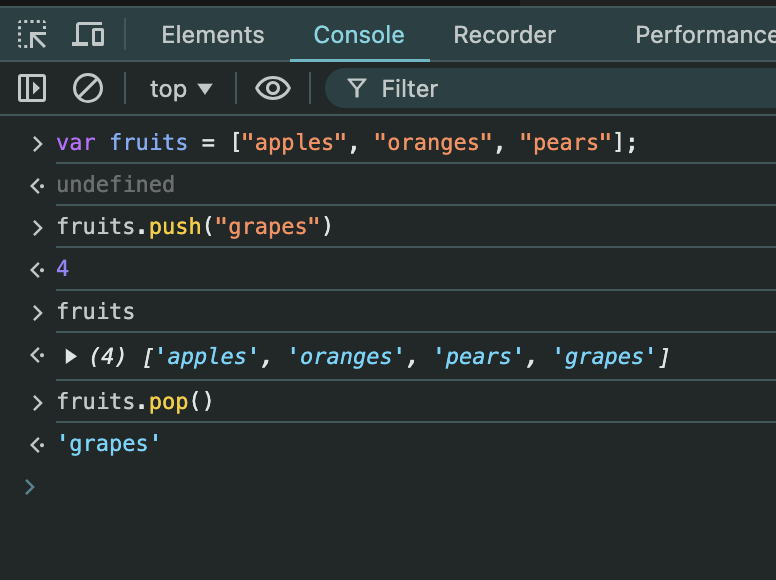 Elements Console Recorder Performance
top Filter
var fruits = ["apples", "oranges", "pears"];
undefined
fruits.push("grapes")
4
fruits
(4) ['apples', 'oranges', 'pears', 'grapes']
fruits.pop()
'grapes'